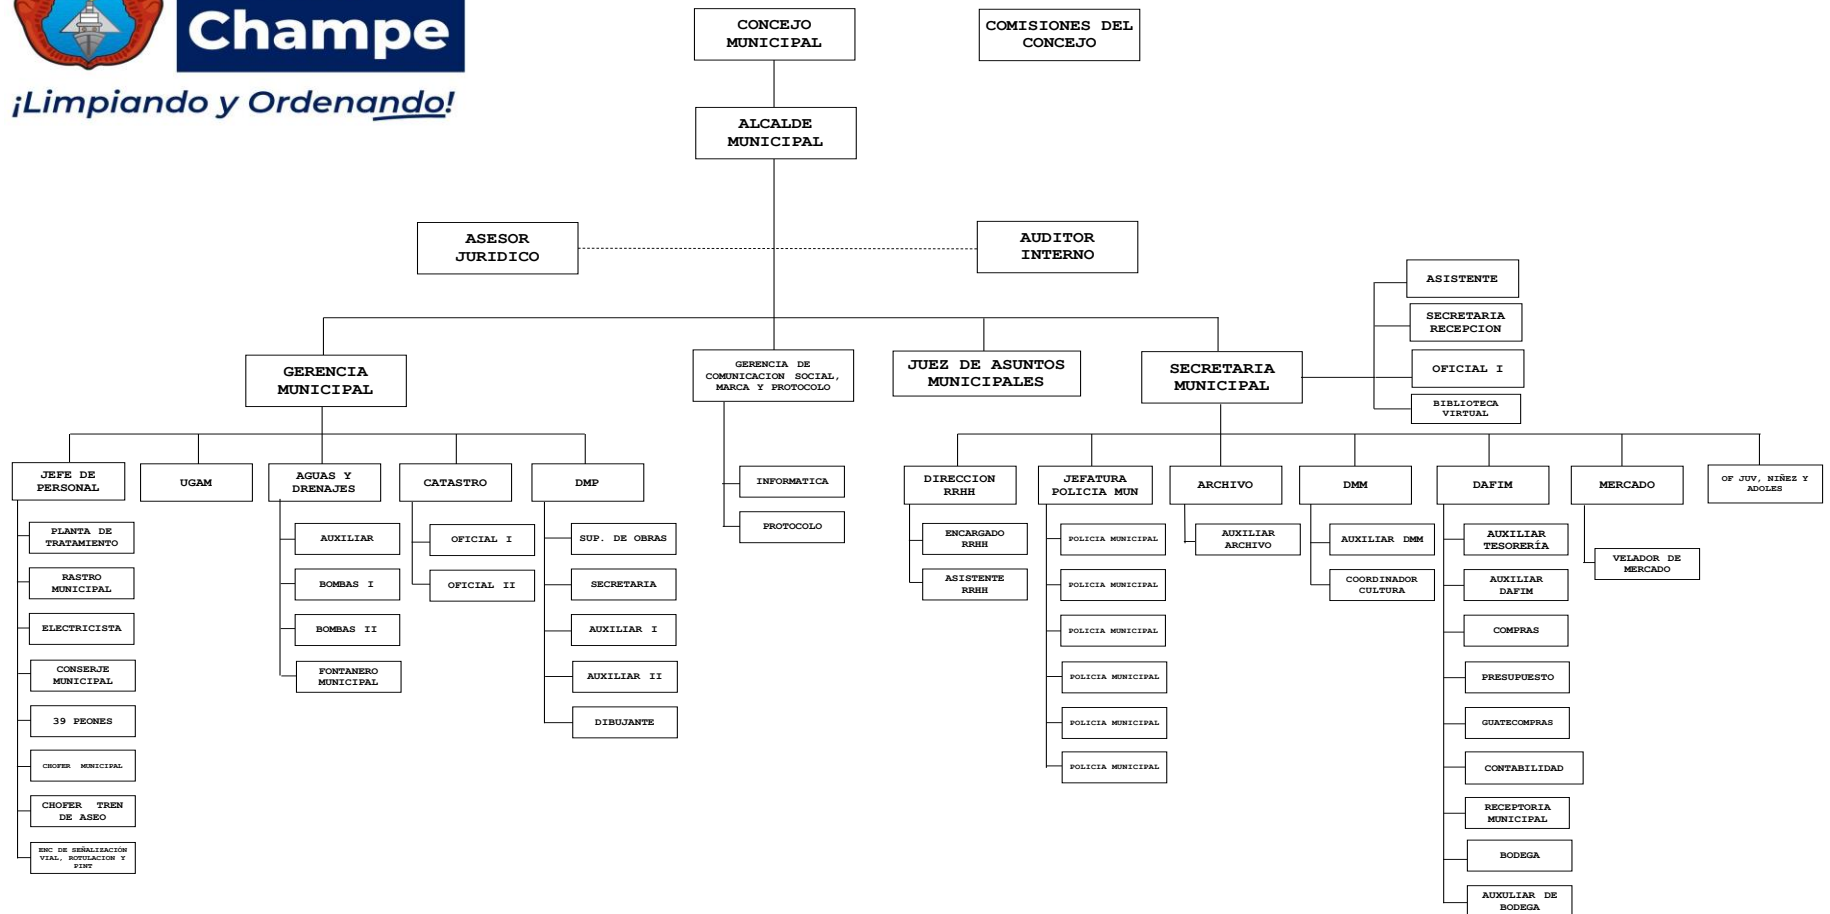 Champe
¡Limpiando y Ordenando!
CONCEJO
MUNICIPAL
COMISIONES DEL
CONCEJO
ALCALDE
MUNICIPAL
ASESOR
JURIDICO
AUDITOR
INTERNO
ASISTENTE
SECRETARIA
RECEPCION
OFICIAL I
BIBLIOTECA
VIRTUAL
GERENCIA
MUNICIPAL
GERENCIA DE
COMUNICACION SOCIAL,
MARCA Y PROTOCOLO
JUEZ DE ASUNTOS
MUNICIPALES
SECRETARIA
MUNICIPAL
JEFE DE
PERSONAL
UGAM
AGUAS Y
DRENAJES
CATASTRO
DMP
INFORMATICA
PROTOCOLO
DIRECCION
RRHH
JEFATURA
POLICIA MUN
ARCHIVO
DMM
DAFIM
MERCADO
OF JUV, NIÑEZ Y
ADOLES
PLANTA DE
TRATAMIENTO
RASTRO
MUNICIPAL
ELECTRICISTA
CONSERJE
MUNICIPAL
39 PEONES
CHOFER MUNICIPAL
CHOFER TREN
DE ASEO
ENC DE SEÑALIZACIÓN
VIAL, ROTULACION Y
PINT
AUXILIAR
BOMBAS I
BOMBAS II
FONTANERO
MUNICIPAL
OFICIAL I
OFICIAL II
SUP. DE OBRAS
SECRETARIA
AUXILIAR I
AUXILIAR II
DIBUJANTE
ENCARGADO
RRHH
ASISTENTE
RRHH
POLICIA MUNICIPAL
POLICIA MUNICIPAL
POLICIA MUNICIPAL
POLICIA MUNICIPAL
POLICIA MUNICIPAL
POLICIA MUNICIPAL
AUXILIAR
ARCHIVO
AUXILIAR DMM
COORDINADOR
CULTURA
AUXILIAR
TESORERÍA
AUXILIAR
DAFIM
COMPRAS
PRESUPUESTO
GUATECOMPRAS
CONTABILIDAD
RECEPTORIA
MUNICIPAL
BODEGA
AUXULIAR DE
BODEGA
VELADOR DE
MERCADO